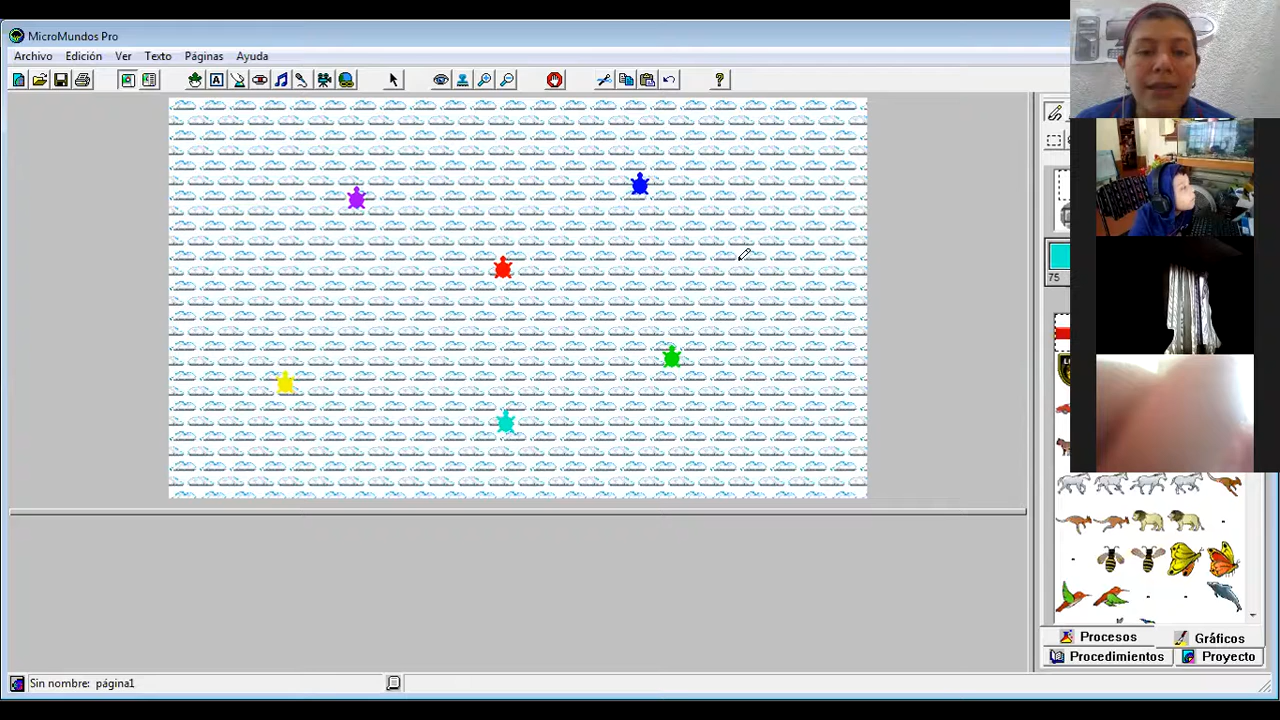 MicroMundos Pro
Archivo Edición Ver Texto Páginas Ayuda
75
Procesos Gráficos
Procedimientos Proyecto
Sin nombre: página1